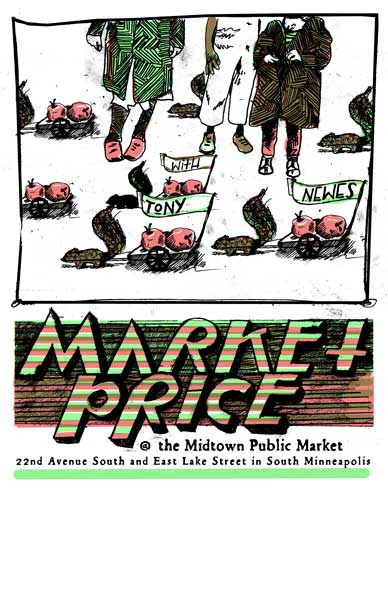 WITH
TONY
NEWES
MARKET
PRICE
@ the Midtown Public Market
22nd Avenue South and East Lake Street in South Minneapolis